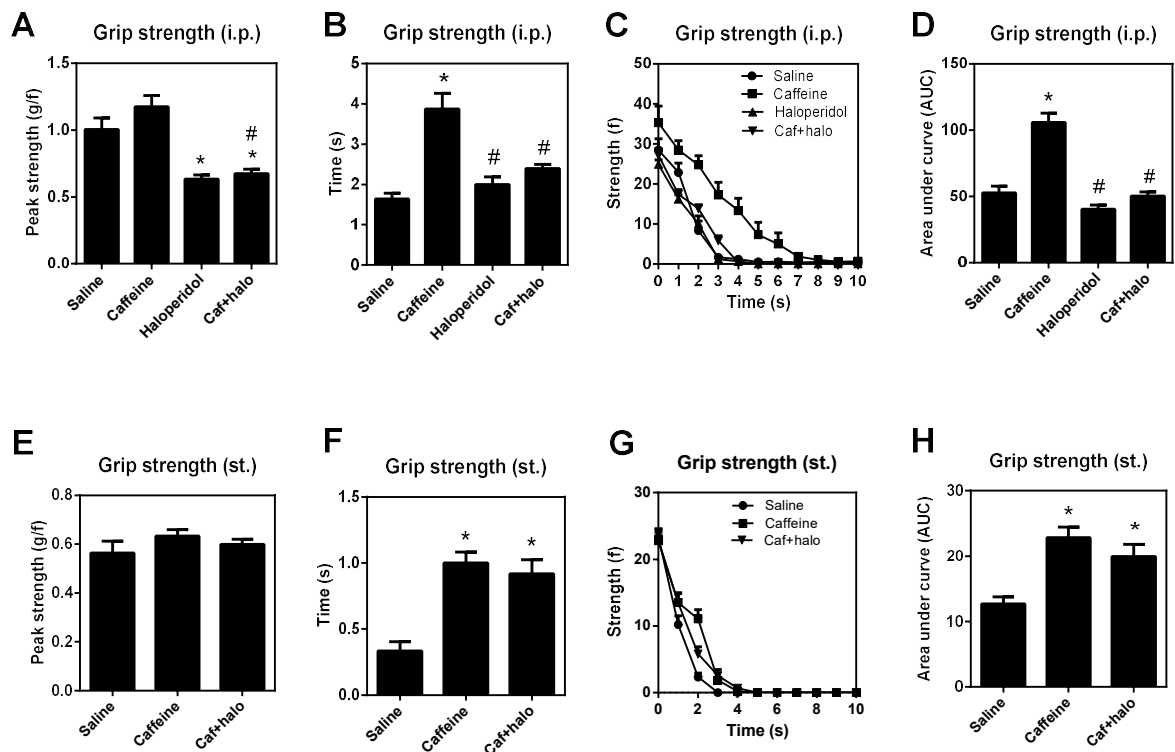 A
Grip strength (i.p.)
Peak strength (g/f)
1.5
1.0
0.5
0.0
*
#
*
Saline
Caffeine
Haloperidol
Caf+halo
B
Grip strength (i.p.)
Time (s)
5
4
3
2
1
0
*
#
#
Saline
Caffeine
Haloperidol
Caf+halo
C
Grip strength (i.p.)
Strength (f)
50
40
30
20
10
0
Saline
Caffeine
Haloperidol
Caf+halo
0 1 2 3 4 5 6 7 8 9 10
Time (s)
D
Grip strength (i.p.)
Area under curve (AUC)
150
100
50
0
*
#
#
Saline
Caffeine
Haloperidol
Caf+halo
E
Grip strength (st.)
Peak strength (g/f)
0.8
0.6
0.4
0.2
0.0
Saline
Caffeine
Caf+halo
F
Grip strength (st.)
Time (s)
1.5
1.0
0.5
0.0
*
*
Saline
Caffeine
Caf+halo
G
Grip strength (st.)
Strength (f)
30
20
10
0
Saline
Caffeine
Caf+halo
0 1 2 3 4 5 6 7 8 9 10
Time (s)
H
Grip strength (st.)
Area under curve (AUC)
30
20
10
0
*
*
Saline
Caffeine
Caf+halo